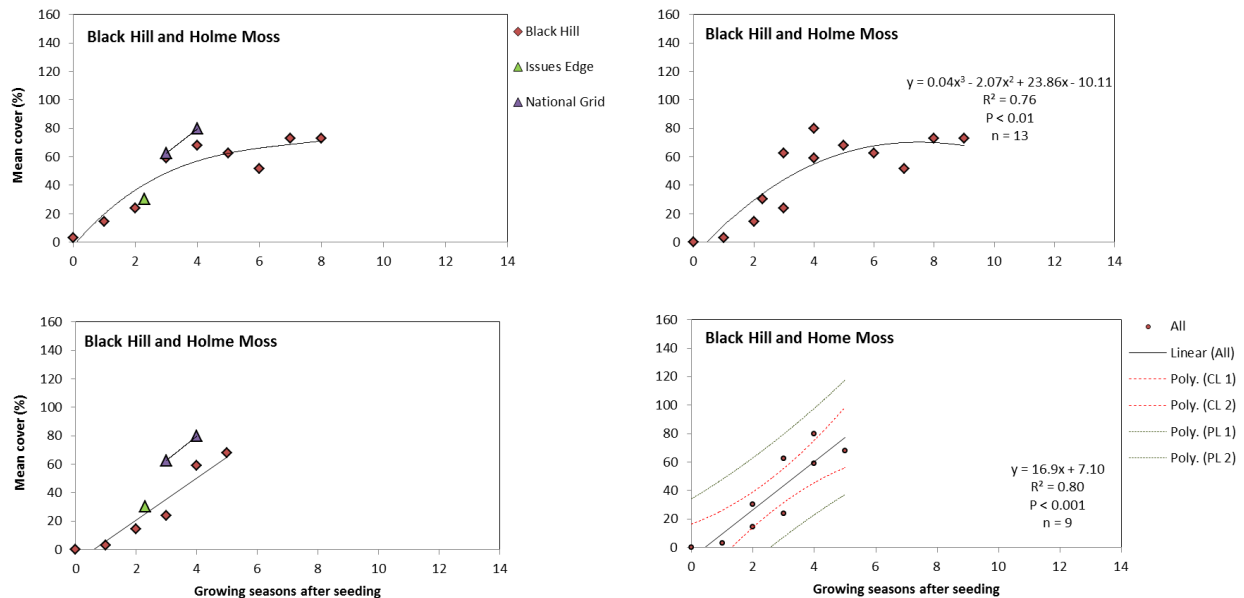 160
140
120
100
80
60
40
20
0
Mean cover (%)
Black Hill and Holme Moss
0 2 4 6 8 10 12 14
Black Hill
Issues Edge
National Grid
160
140
120
100
80
60
40
20
0
Black Hill and Holme Moss
y = 0.04x³ - 2.07x² + 23.86x - 10.11
R² = 0.76
P < 0.01
n = 13
0 2 4 6 8 10 12 14
160
140
120
100
80
60
40
20
0
Mean cover (%)
Black Hill and Holme Moss
0 2 4 6 8 10 12 14
Growing seasons after seeding
160
140
120
100
80
60
40
20
0
Black Hill and Home Moss
y = 16.9x + 7.10
R² = 0.80
P < 0.001
n = 9
0 2 4 6 8 10 12 14
Growing seasons after seeding
All
Linear (All)
Poly. (CL 1)
Poly. (CL 2)
Poly. (PL 1)
Poly. (PL 2)